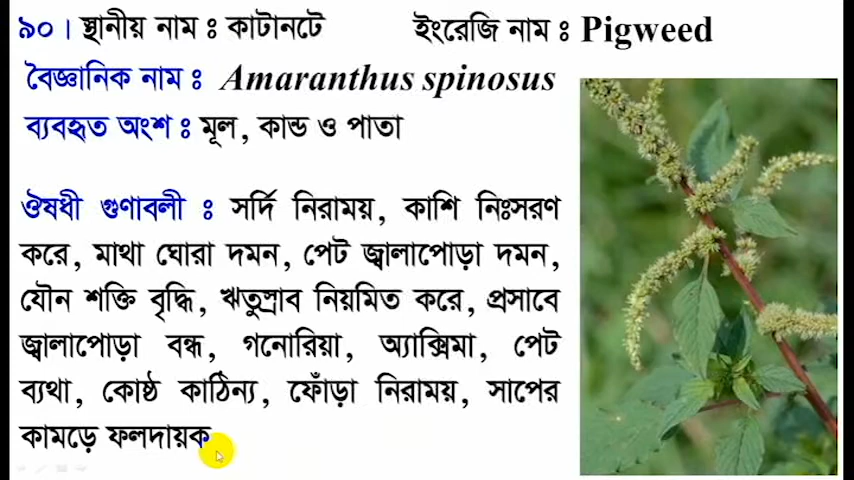 ৯০। স্থানীয় নাম ঃ কাটানটে ইংরেজি নাম ঃ Pigweed
বৈজ্ঞানিক নাম ঃ Amaranthus spinosus
ব্যবহৃত অংশ ঃ মূল, কান্ড ও পাতা
ঔষধী গুণাবলী ঃ সর্দি নিরাময়, কাশি নিঃসরণ
করে, মাথা ঘোরা দমন, পেট জ্বালাপোড়া দমন,
যৌন শক্তি বৃদ্ধি, ঋতুস্রাব নিয়মিত করে, প্রসাবে
জ্বালাপোড়া বন্ধ, গনোরিয়া, অ্যাক্সিমা, পেট
ব্যথা, কোষ্ঠ কাঠিন্য, ফোঁড়া নিরাময়, সাপের
কামড়ে ফলদায়ক